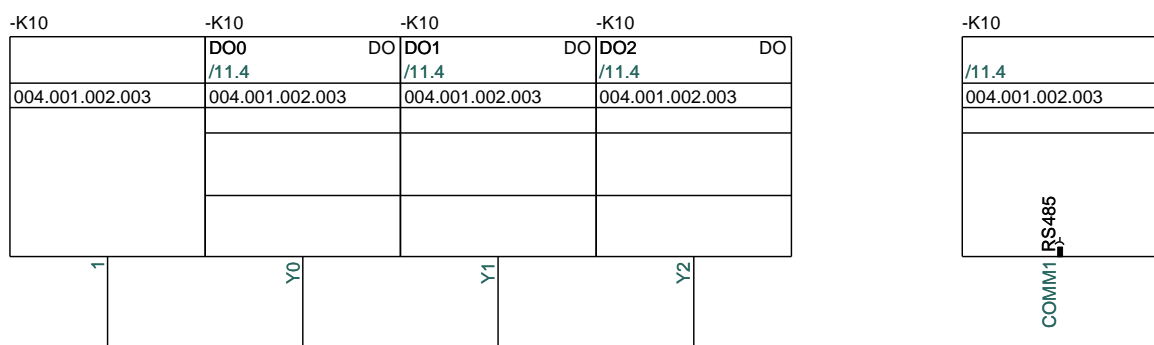 -K10 -K10 -K10 -K10 -K10
DO0 DO DO1 DO DO2 DO
/11.4 /11.4 /11.4 /11.4
004.001.002.003 004.001.002.003 004.001.002.003 004.001.002.003 004.001.002.003
RS485
1 Y0 Y1 Y2 COMM1